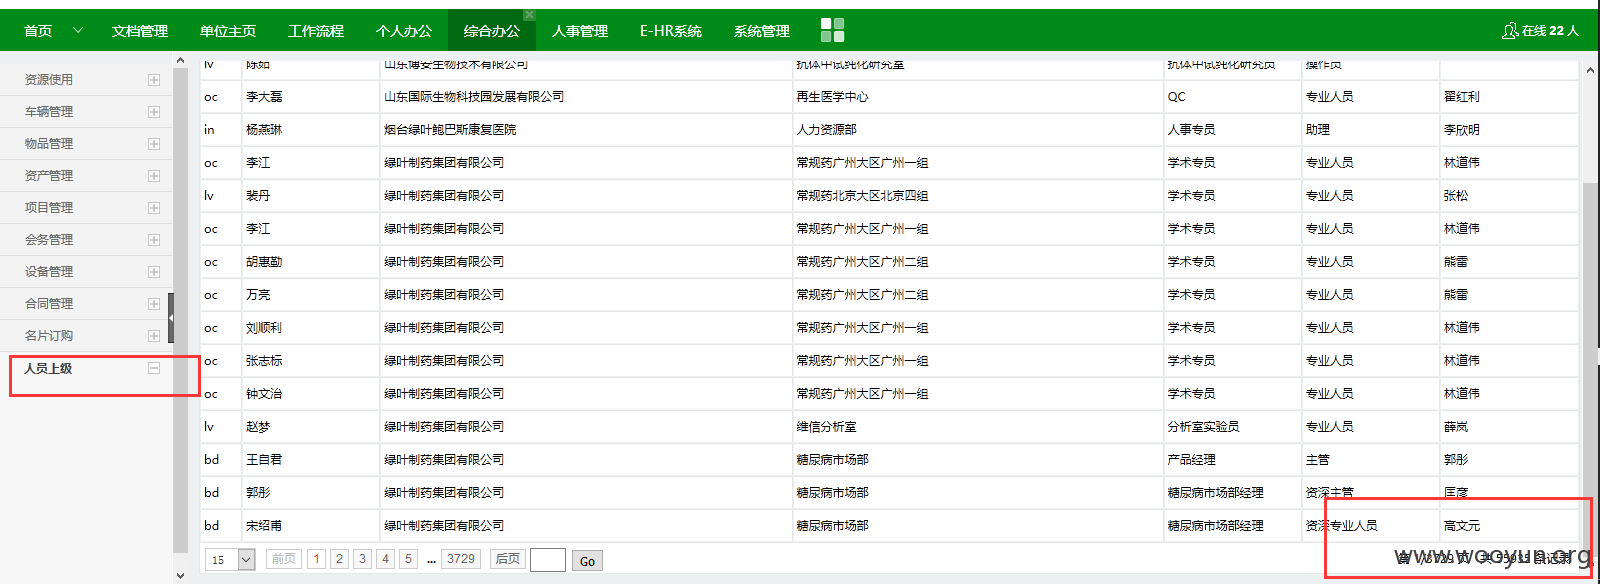 首页 文档管理 单位主页 工作流程 个人办公 综合办公 人事管理 E-HR系统 系统管理 在线 22 人
资源使用
车辆管理
物品管理
资产管理
项目管理
会务管理
设备管理
合同管理
名片订购
人员上级
lv 陈如 山东博安生物技术有限公司 抗体中试纯化研究室 抗体中试纯化研究员 操作员
oc 李大磊 山东国际生物科技园发展有限公司 再生医学中心 QC 专业人员 翟红利
in 杨燕琳 烟台绿叶鲍巴斯康复医院 人力资源部 人事专员 助理 李欣明
oc 李江 绿叶制药集团有限公司 常规药广州大区广州一组 学术专员 专业人员 林道伟
lv 裴丹 绿叶制药集团有限公司 常规药北京大区北京四组 学术专员 专业人员 张松
oc 李江 绿叶制药集团有限公司 常规药广州大区广州一组 学术专员 专业人员 林道伟
oc 胡惠勤 绿叶制药集团有限公司 常规药广州大区广州二组 学术专员 专业人员 熊雷
oc 万亮 绿叶制药集团有限公司 常规药广州大区广州二组 学术专员 专业人员 熊雷
oc 刘顺利 绿叶制药集团有限公司 常规药广州大区广州一组 学术专员 专业人员 林道伟
oc 张志标 绿叶制药集团有限公司 常规药广州大区广州一组 学术专员 专业人员 林道伟
oc 钟文治 绿叶制药集团有限公司 常规药广州大区广州一组 学术专员 专业人员 林道伟
lv 赵梦 绿叶制药集团有限公司 维信分析室 分析室实验员 专业人员 薛岚
bd 王自君 绿叶制药集团有限公司 糖尿病市场部 产品经理 主管 郭彤
bd 郭彤 绿叶制药集团有限公司 糖尿病市场部 糖尿病市场部经理 资深主管 匡彦
bd 宋绍甫 绿叶制药集团有限公司 糖尿病市场部 糖尿病市场部经理 资深专业人员 高文元
15 前页 1 2 3 4 5 ... 3729 后页 Go
www.wooyun.org